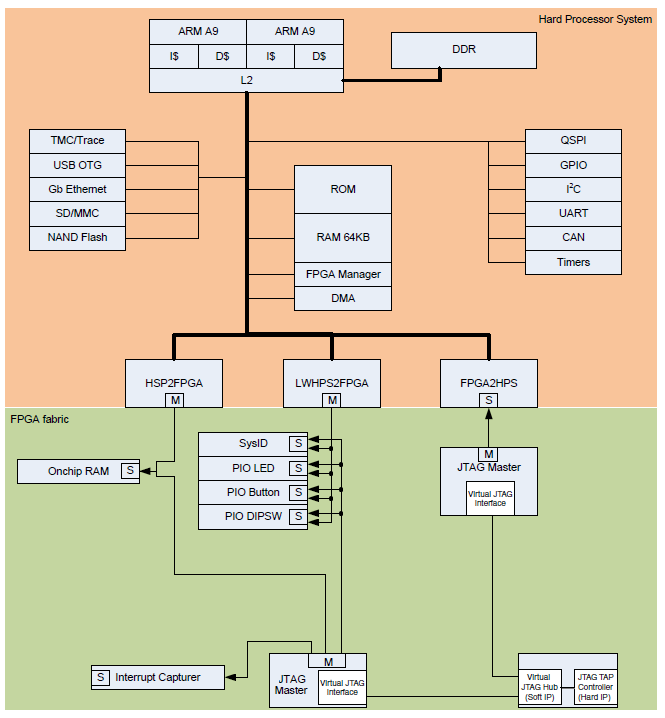 Hard Processor System
ARM A9
ARM A9
I$
D$
I$
D$
L2
DDR
TMC/Trace
USB OTG
Gb Ethernet
SD/MMC
NAND Flash
ROM
RAM 64KB
FPGA Manager
DMA
QSPI
GPIO
I²C
UART
CAN
Timers
HSP2FPGA
M
LWHPS2FPGA
M
FPGA2HPS
S
FPGA fabric
Onchip RAM
S
SysID
S
PIO LED
S
PIO Button
S
PIO DIPSW
S
M
JTAG Master
Virtual JTAG
interface
S
Interrupt Capturer
M
JTAG
Master
Virtual JTAG
interface
Virtual
JTAG Hub
(Soft IP)
JTAG TAP
Controller
(Hard IP)